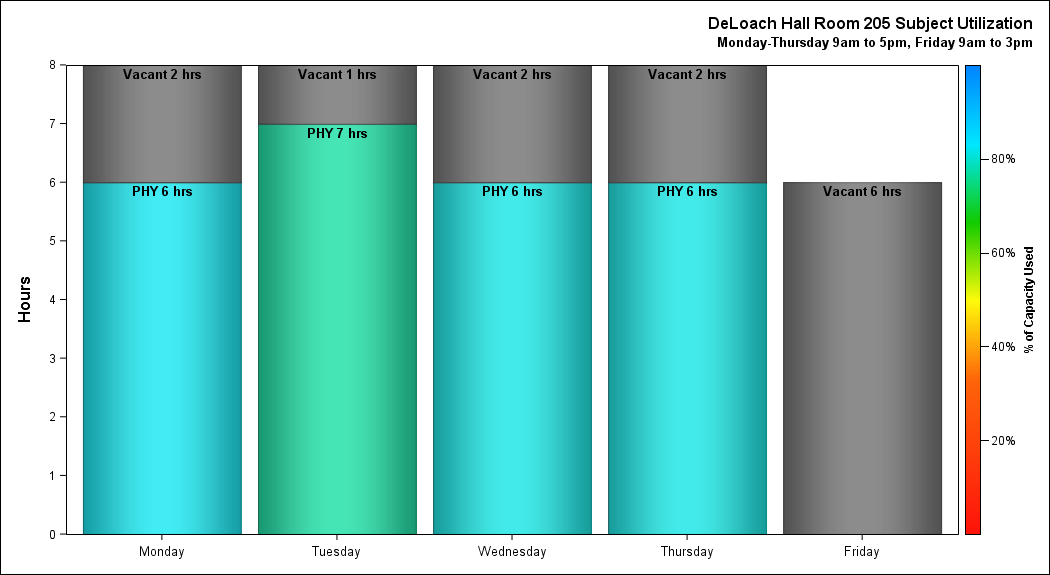 DeLoach Hall Room 205 Subject Utilization
Monday-Thursday 9am to 5pm, Friday 9am to 3pm
Hours
8
7
6
5
4
3
2
1
0
Vacant 2 hrs
PHY 6 hrs
Vacant 1 hrs
PHY 7 hrs
Vacant 2 hrs
PHY 6 hrs
Vacant 2 hrs
PHY 6 hrs
Vacant 6 hrs
Monday
Tuesday
Wednesday
Thursday
Friday
80%
60%
40%
20%
% of Capacity Used